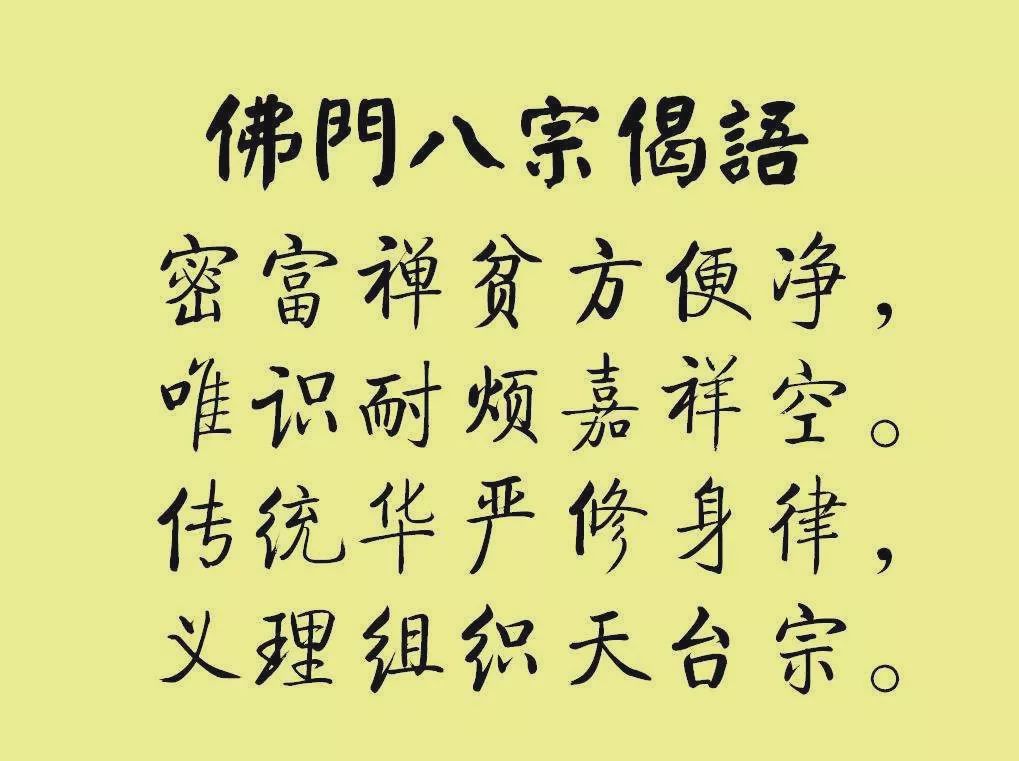 佛門八宗偈語
密富禅贫方便净，
唯识耐烦嘉祥空。
传统华严修身律，
义理组织天台宗。